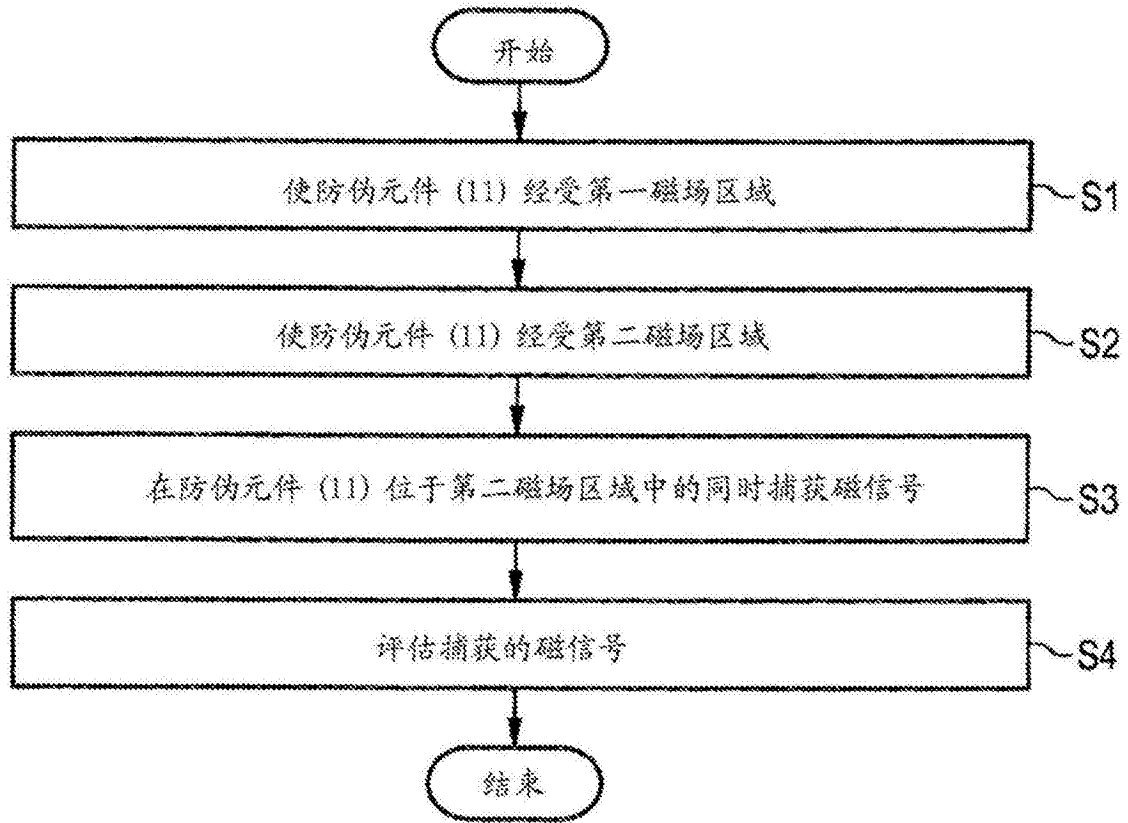 开始
使防伪元件 (11) 经受第一磁场区域
S1
使防伪元件 (11) 经受第二磁场区域
S2
在防伪元件 (11) 位于第二磁场区域中的同时捕获磁信号
S3
评估捕获的磁信号
S4
结束